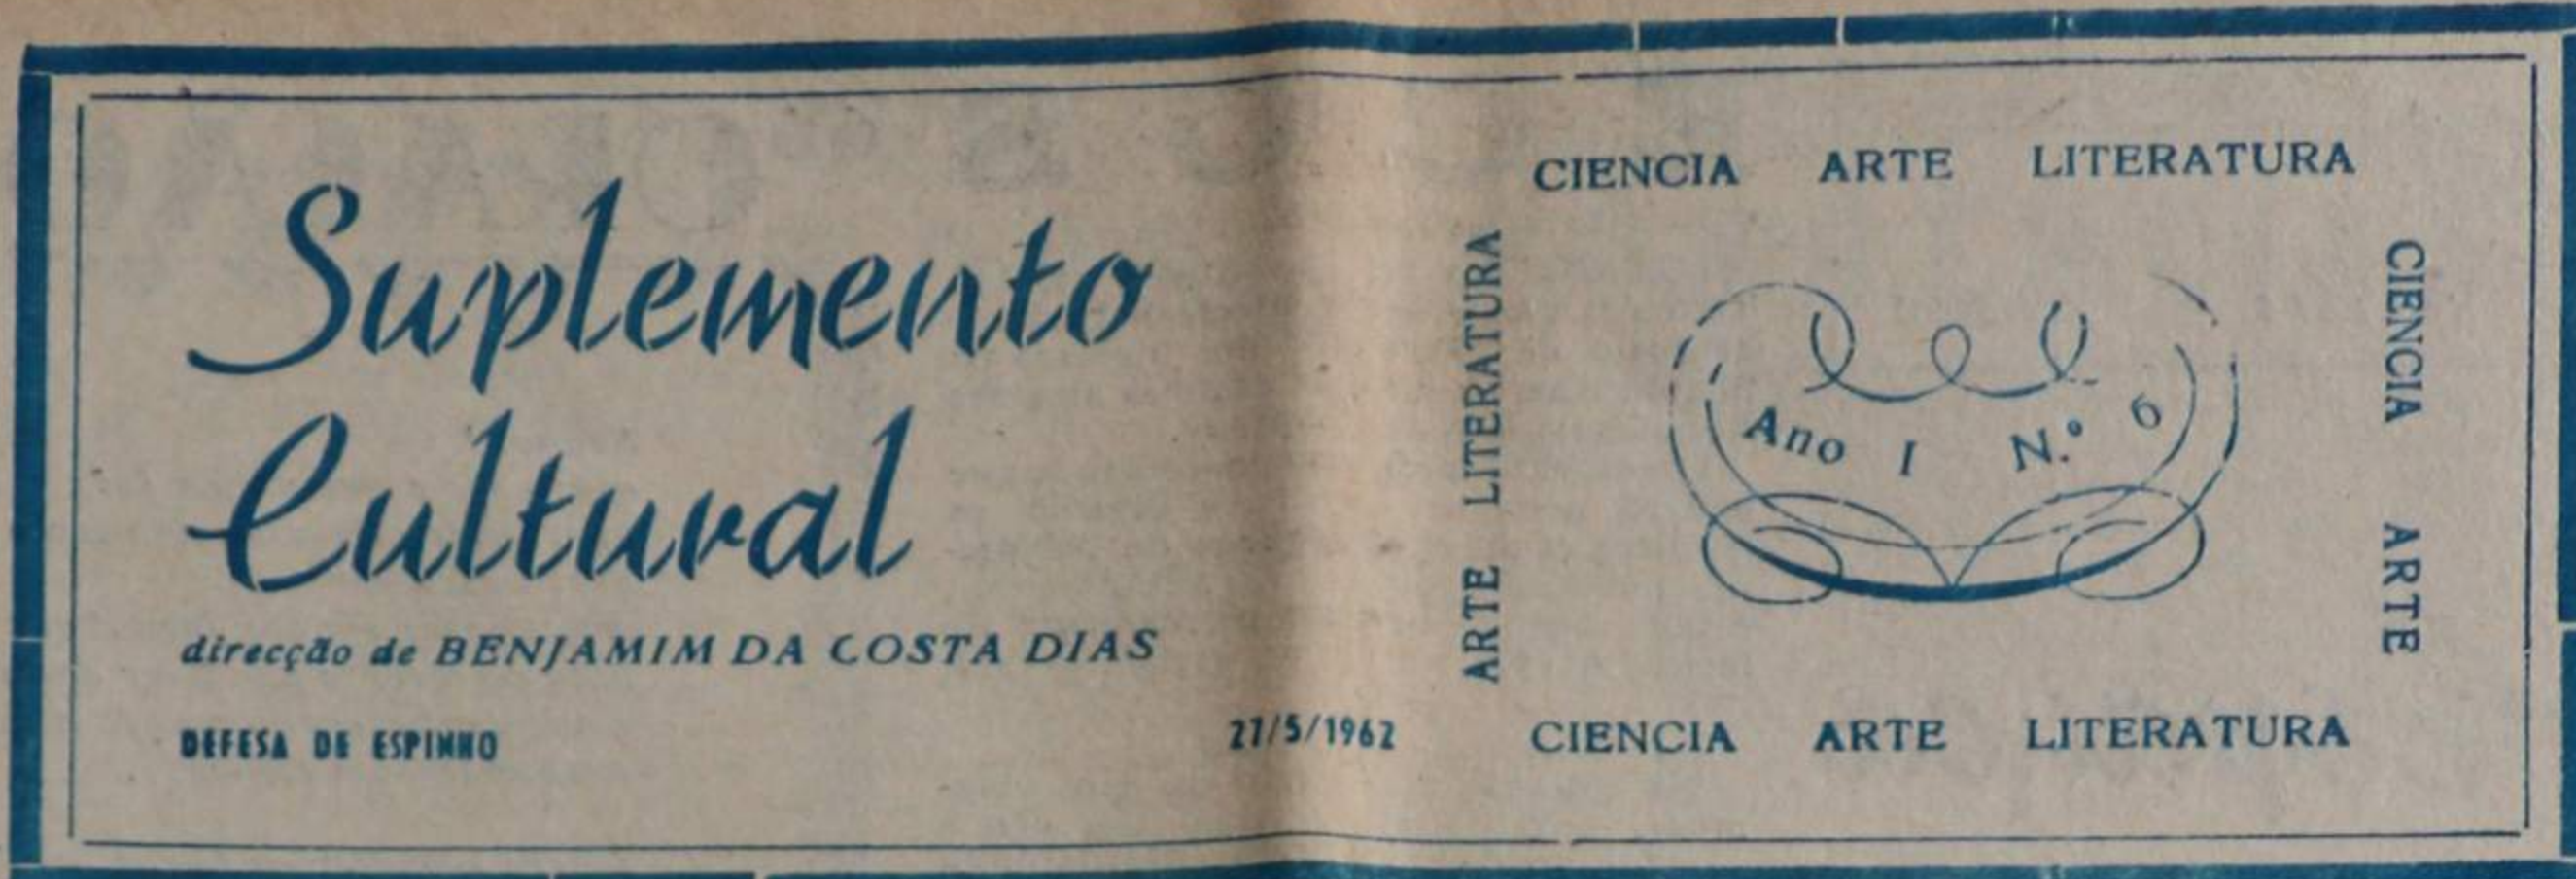 Suplemento
Cultural
direcção de BENJAMIM DA COSTA DIAS
DEFESA DE ESPINHO
27/5/1962
CIENCIA ARTE LITERATURA
ARTE LITERATURA
Ano I N.º 6
CIENCIA ARTE
CIENCIA ARTE LITERATURA